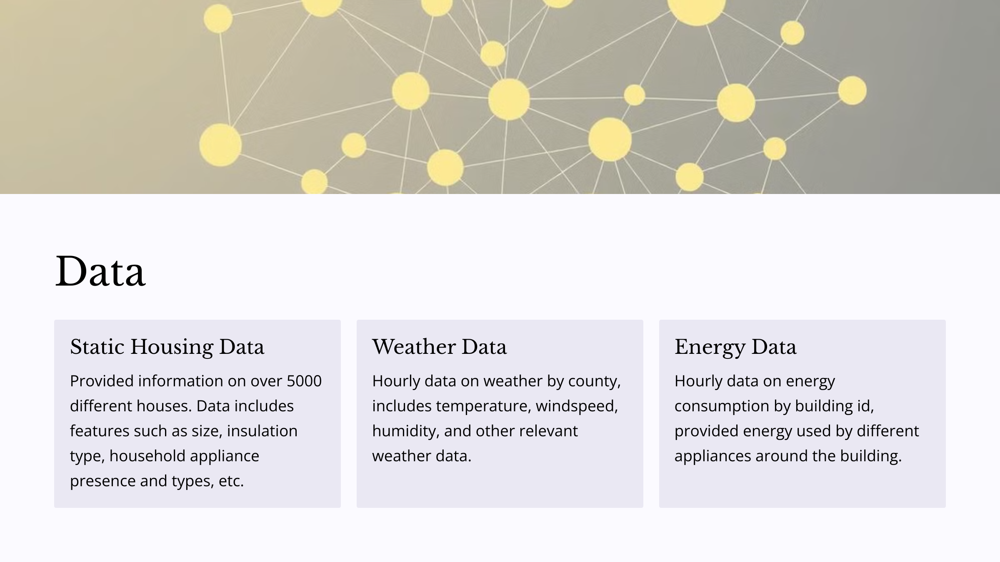 Data
Static Housing Data
Provided information on over 5000
different houses. Data includes
features such as size, insulation
type, household appliance
presence and types, etc.
Weather Data
Hourly data on weather by county,
includes temperature, windspeed,
humidity, and other relevant
weather data.
Energy Data
Hourly data on energy
consumption by building id,
provided energy used by different
appliances around the building.